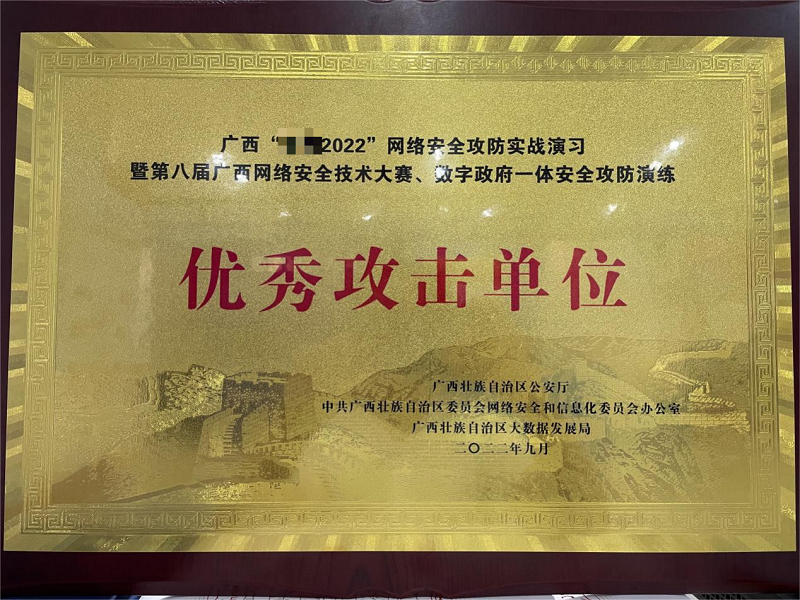 广西“2022”网络安全攻防实战演习
暨第八届广西网络安全技术大赛、数字政府一体安全攻防演练
优秀攻击单位
广西壮族自治区公安厅
中共广西壮族自治区委员会网络安全和信息化委员会办公室
广西壮族自治区大数据发展局
二〇二二年九月